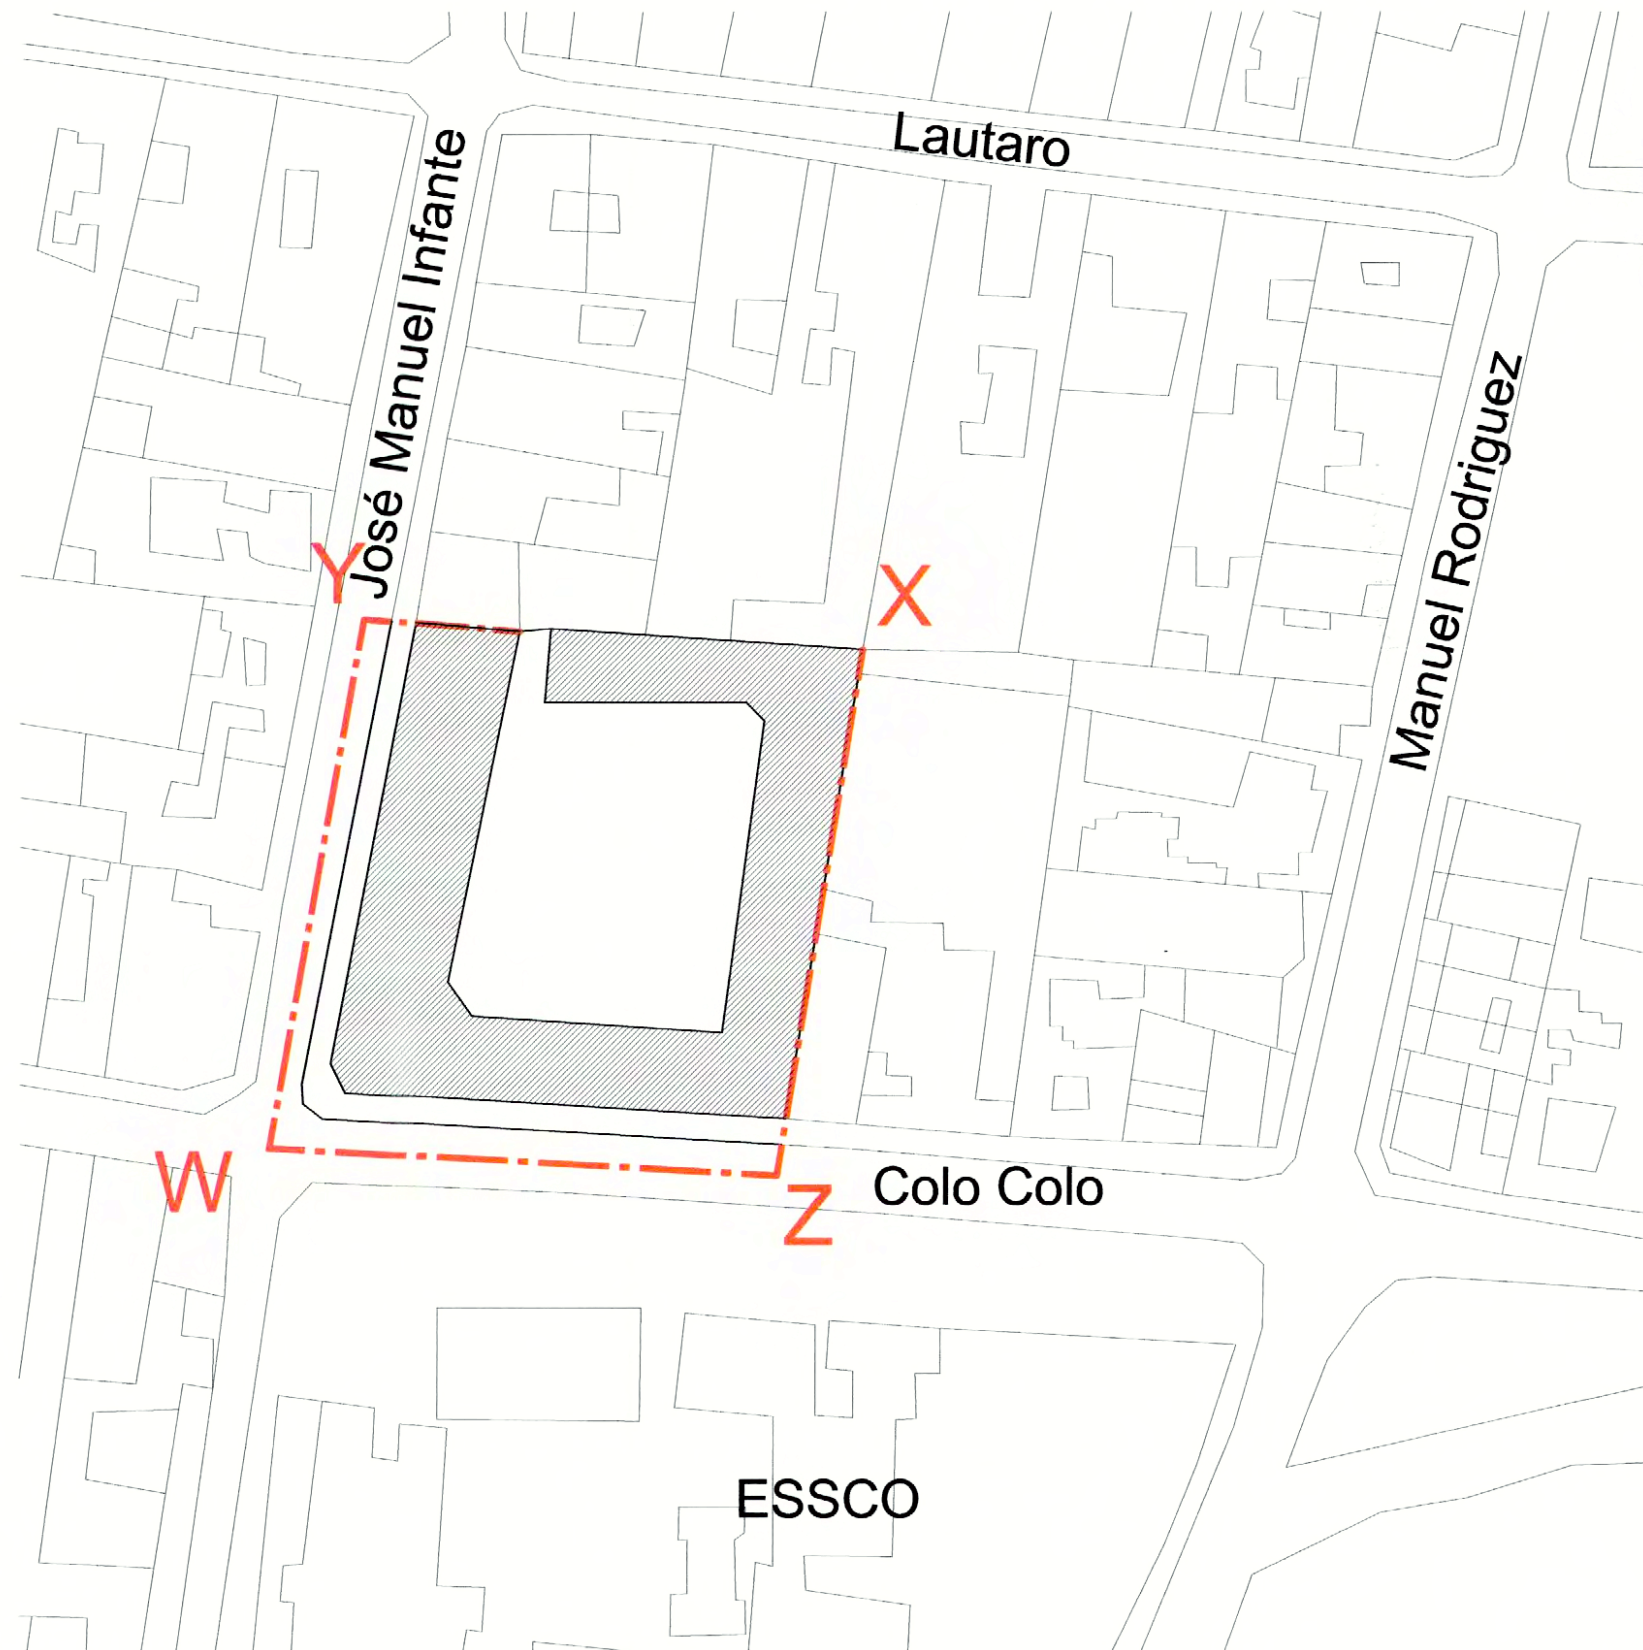 Lautaro
José Manuel Infante
Manuel Rodriguez
Y
X
W
Z
Colo Colo
ESSCO